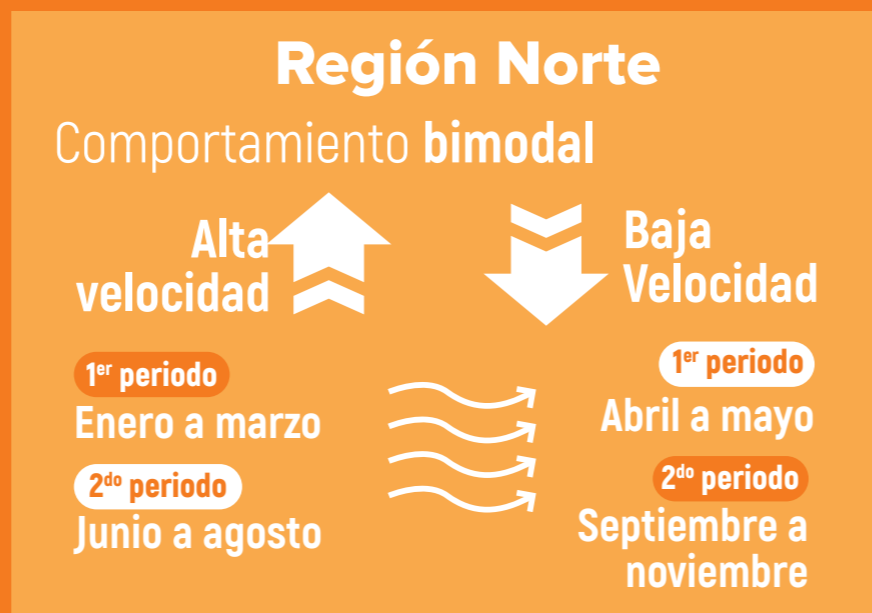 Región Norte
Comportamiento bimodal
Alta
velocidad
1er periodo
Enero a marzo
2do periodo
Junio a agosto
Baja
Velocidad
1er periodo
Abril a mayo
2do periodo
Septiembre a
noviembre